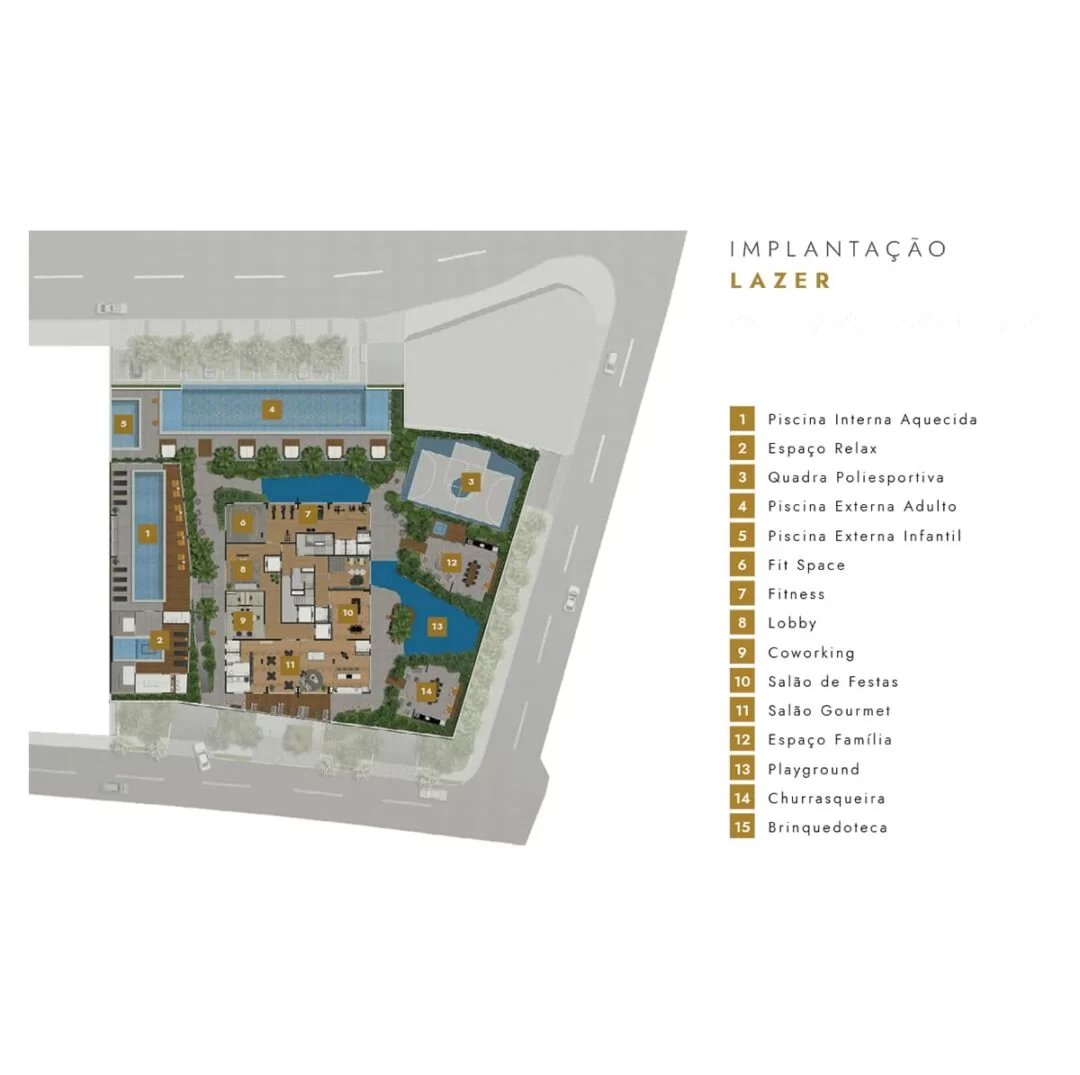 IMPLANTAÇÃO
LAZER
1 Piscina Interna Aquecida
2 Espaço Relax
3 Quadra Poliesportiva
4 Piscina Externa Adulto
5 Piscina Externa Infantil
6 Fit Space
7 Fitness
8 Lobby
9 Coworking
10 Salão de Festas
11 Salão Gourmet
12 Espaço Família
13 Playground
14 Churrasqueira
15 Brinquedoteca
4
5
3
6
7
1
12
8
10
9
13
2
11
14